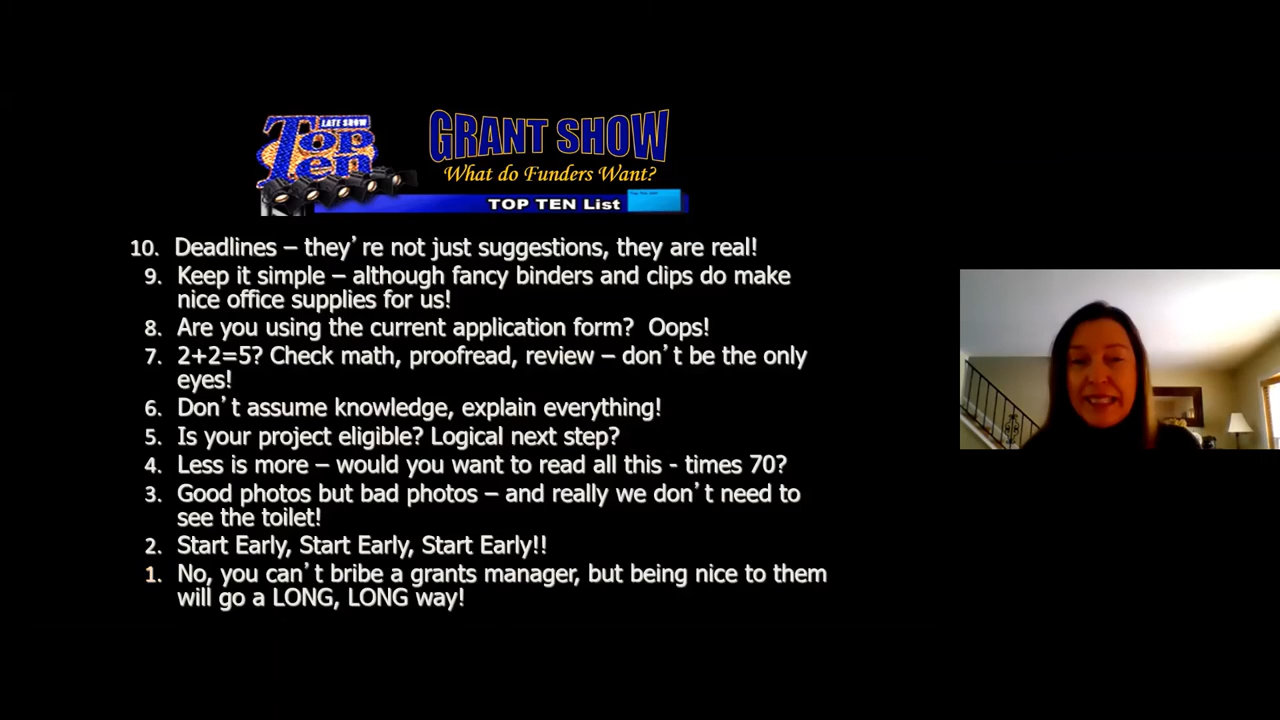 LATE SHOW
Top
Ten
GRANT SHOW
What do Funders Want?
TOP TEN List
10. Deadlines – they're not just suggestions, they are real!
9. Keep it simple – although fancy binders and clips do make
nice office supplies for us!
8. Are you using the current application form? Oops!
7. 2+2=5? Check math, proofread, review – don't be the only
eyes!
6. Don't assume knowledge, explain everything!
5. Is your project eligible? Logical next step?
4. Less is more – would you want to read all this - times 70?
3. Good photos but bad photos – and really we don't need to
see the toilet!
2. Start Early, Start Early, Start Early!!
1. No, you can't bribe a grants manager, but being nice to them
will go a LONG, LONG way!